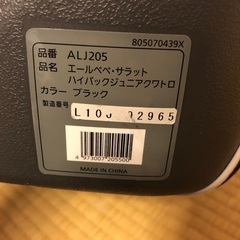 805070439X
品番 ALJ205
品名 エールベベ・サラット
ハイバックジュニアクワトロ
カラー ブラック
製造番号
4973007205500
MADE IN CHINA